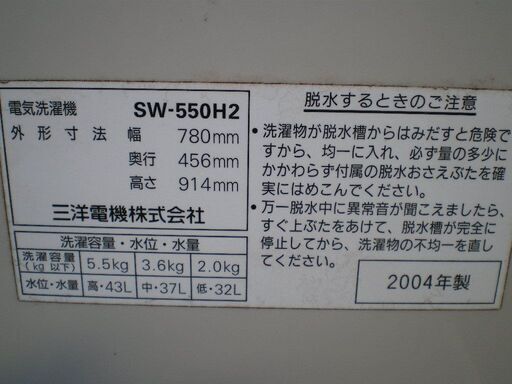 電気洗濯機 SW-550H2
外形寸法 幅 780mm
奥行 456mm
高さ 914mm
三洋電機株式会社
洗濯容量・水位・水量
洗濯容量(kg 以下) 5.5kg 3.6kg 2.0kg
水位・水量 高・43L 中・37L 低・32L
脱水するときのご注意
・洗濯物が脱水槽からはみだすと危険で
すから、均一に入れ、必ず量の多少に
かかわらず付属の脱水おさえぶたを確
実にはめこんでください。
・万一脱水中に異常音が聞こえましたら、
すぐ上ぶたをあけて、脱水槽が完全に
停止してから、洗濯物の不均一を直し
てください。
2004年製